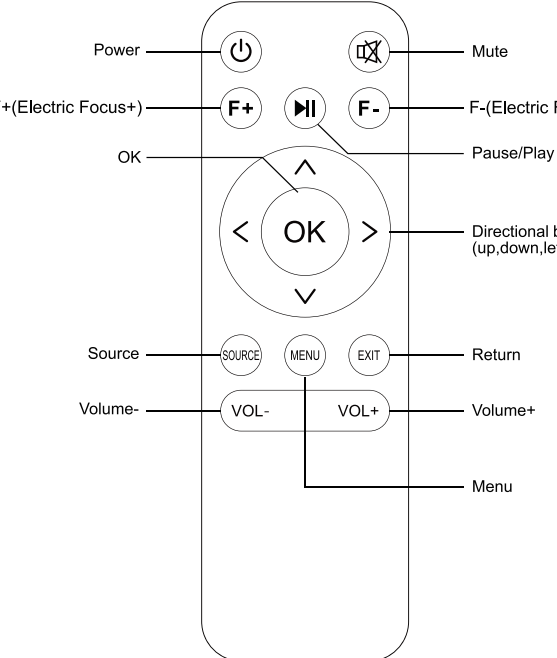 Power
Mute
+(Electric Focus+)
F+
F-
F-(Electric
OK
Pause/Play
OK
Directional
(up,down,
Source
SOURCE
MENU
EXIT
Return
Volume-
VOL-
VOL+
Volume+
Menu